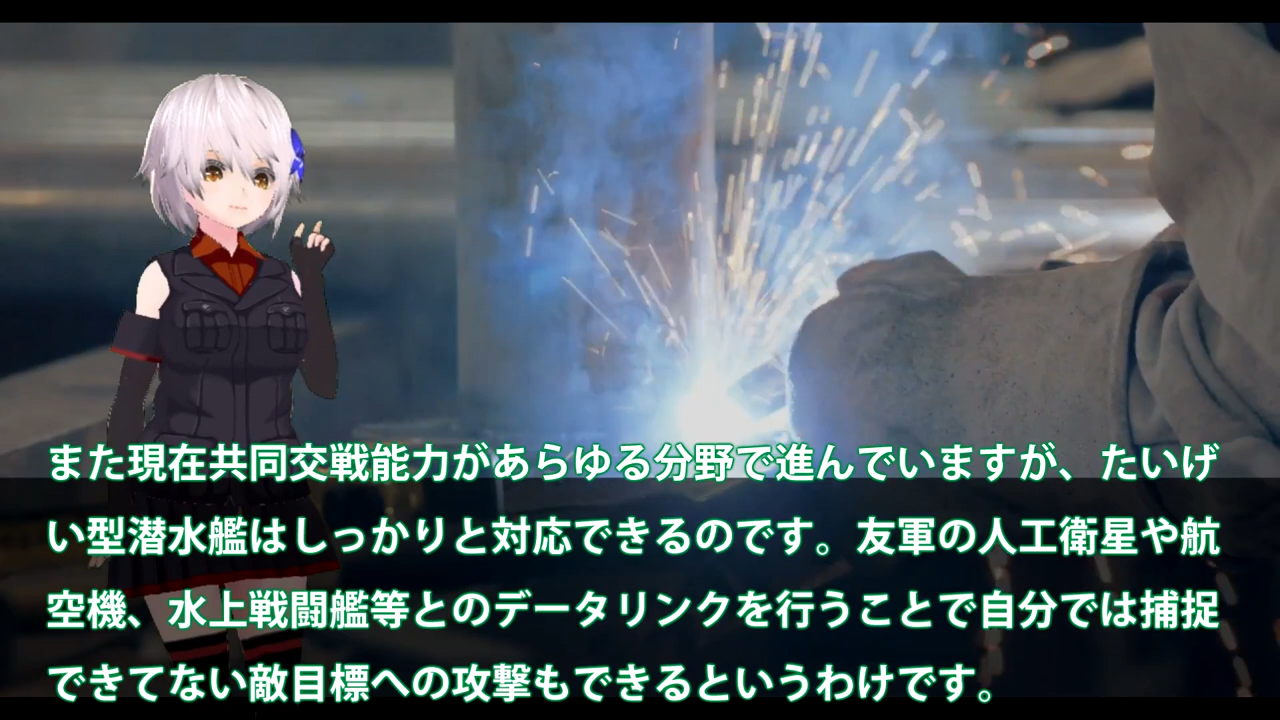 また現在共同交戦能力があらゆる分野で進んでいますが、たいげ
い型潜水艦はしっかりと対応できるのです。友軍の人工衛星や航
空機、水上戦闘艦等とのデータリンクを行うことで自分では捕捉
できてない敵目標への攻撃もできるというわけです。